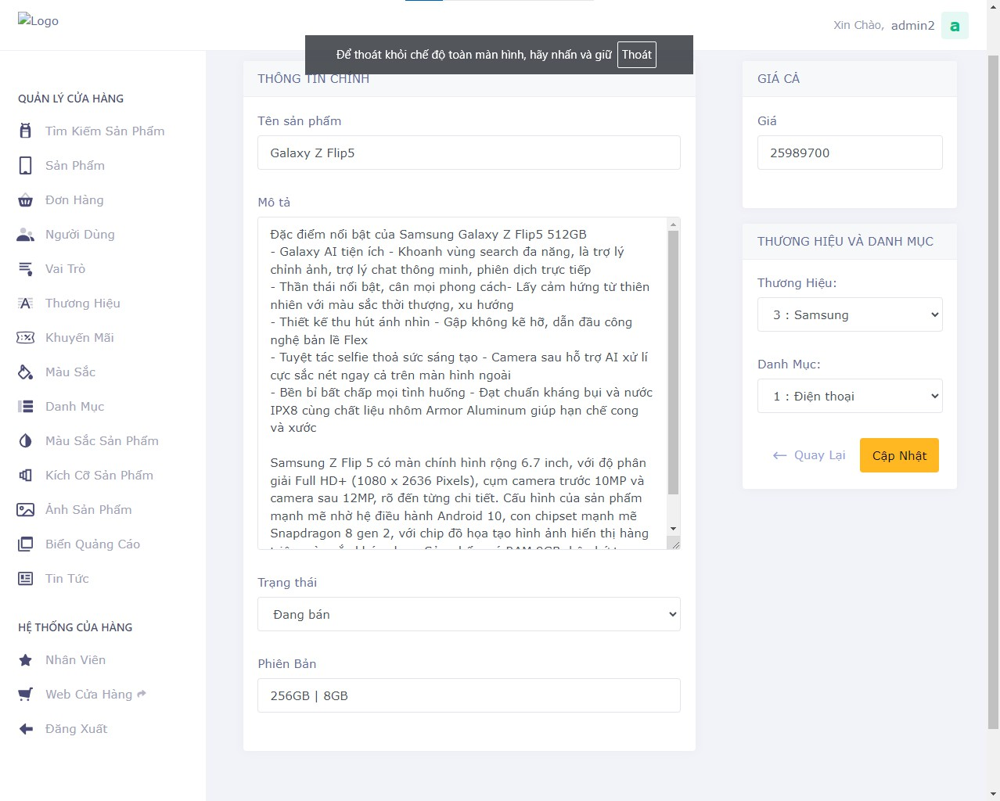 Logo
Xin Chào, admin2 a
Để thoát khỏi chế độ toàn màn hình, hãy nhấn và giữ Thoát
QUẢN LÝ CỬA HÀNG
Tìm Kiếm Sản Phẩm
Sản Phẩm
Đơn Hàng
Người Dùng
Vai Trò
Thương Hiệu
Khuyến Mãi
Màu Sắc
Danh Mục
Màu Sắc Sản Phẩm
Kích Cỡ Sản Phẩm
Ảnh Sản Phẩm
Biển Quảng Cáo
Tin Tức
HỆ THỐNG CỦA HÀNG
Nhân Viên
Web Cửa Hàng
Đăng Xuất
THÔNG TIN CHÍNH
Tên sản phẩm
Galaxy Z Flip5
Mô tả
Đặc điểm nổi bật của Samsung Galaxy Z Flip5 512GB
- Galaxy AI tiện ích - Khoanh vùng search đa năng, là trợ lý
chỉnh ảnh, trợ lý chat thông minh, phiên dịch trực tiếp
- Thần thái nổi bật, cân mọi phong cách- Lấy cảm hứng từ thiên
nhiên với màu sắc thời thượng, xu hướng
- Thiết kế thu hút ánh nhìn - Gập không kẽ hỡ, dẫn đầu công
nghệ bản lề Flex
- Tuyệt tác selfie thoả sức sáng tạo - Camera sau hỗ trợ AI xử lí
cực sắc nét ngay cả trên màn hình ngoài
- Bền bỉ bất chấp mọi tình huống - Đạt chuẩn kháng bụi và nước
IPX8 cùng chất liệu nhôm Armor Aluminum giúp hạn chế cong
và xước
Samsung Z Flip 5 có màn chính hình rộng 6.7 inch, với độ phân
giải Full HD+ (1080 x 2636 Pixels), cụm camera trước 10MP và
camera sau 12MP, rõ đến từng chi tiết. Cấu hình của sản phẩm
mạnh mẽ nhờ hệ điều hành Android 10, con chipset mạnh mẽ
Snapdragon 8 gen 2, với chip đồ họa tạo hình ảnh hiển thị hàng
Trạng thái
Đang bán
Phiên Bản
256GB | 8GB
GIÁ CẢ
Giá
25989700
THƯƠNG HIỆU VÀ DANH MỤC
Thương Hiệu:
3 : Samsung
Danh Mục:
1 : Điện thoại
Quay Lại
Cập Nhật